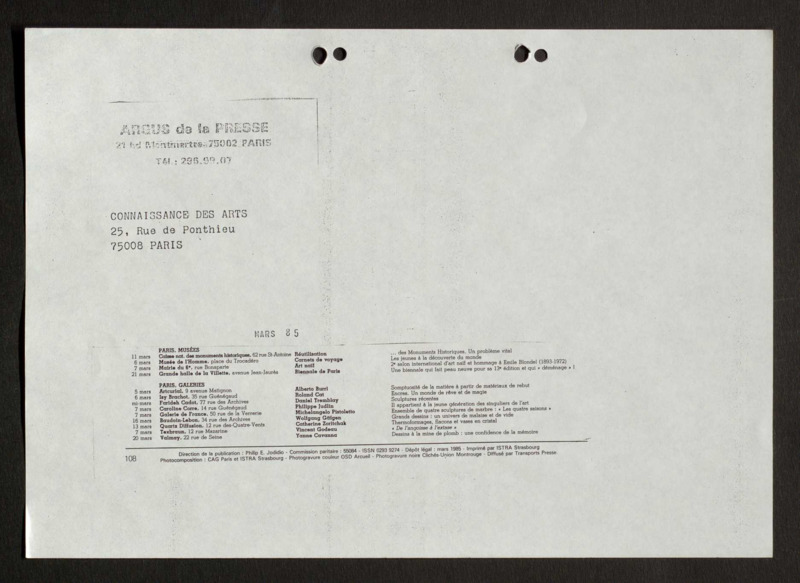 ARGUS de la PRESSE
21 Bd Montmartre-75002 PARIS
Tél.: 296.99.07
CONNAISSANCE DES ARTS
25, Rue de Ponthieu
75008 PARIS
MARS 85
PARIS, MUSÉES
11 mars Caisse nat. des monuments historiques, 62 rue St-Antoine Réutilisation ... des Monuments Historiques. Un problème vital
6 mars Musée de l'Homme, place du Trocadéro Carnets de voyage Les jeunes à la découverte du monde
7 mars Mairie du 6e, rue Bonaparte Art naïf 2e salon international d'art naïf et hommage à Emile Blondel (1893-1972)
21 mars Grande halle de la Villette, avenue Jean-Jaurès Biennale de Paris Une biennale qui fait peau neuve pour sa 13e édition et qui « déménage » !
PARIS, GALERIES
5 mars Artcurial, 9 avenue Matignon Alberto Burri Somptuosité de la matière à partir de matériaux de rebut
6 mars Isy Brachot, 35 rue Guénégaud Roland Cat Encres. Un monde de rêve et de magie
mi-mars Farideh Cadot, 77 rue des Archives Daniel Tremblay Sculptures récentes
7 mars Caroline Corre, 14 rue Guénégaud Philippe Judlin Il appartient à la jeune génération des singuliers de l'art
7 mars Galerie de France, 50 rue de la Verrerie Michelangelo Pistoletto Ensemble de quatre sculptures de marbre : « Les quatre saisons »
16 mars Baudoin-Lebon, 34 rue des Archives Wolfgang Gäfgen Grands dessins : un univers de malaise et de vide
13 mars Quartz Diffusion, 12 rue des-Quatre-Vents Catherine Zoritchak Thermoformages, Encres et vases en cristal
7 mars Texbraun, 12 rue Mazarine Vincent Godeau « De l'angoisse à l'extase »
20 mars Valmay, 22 rue de Seine Yanne Cavanna Dessins à la mine de plomb : une confidence de la mémoire
108 Direction de la publication : Philip E. Jodidio - Commission paritaire : 55084 - ISSN 0293 9274 - Dépôt légal : mars 1985 - Imprimé par ISTRA Strasbourg
Photocomposition : CAG Paris et ISTRA Strasbourg - Photogravure couleur OSD Arcueil - Photogravure noire Clichés-Union Montrouge - Diffusé par Transports Presse